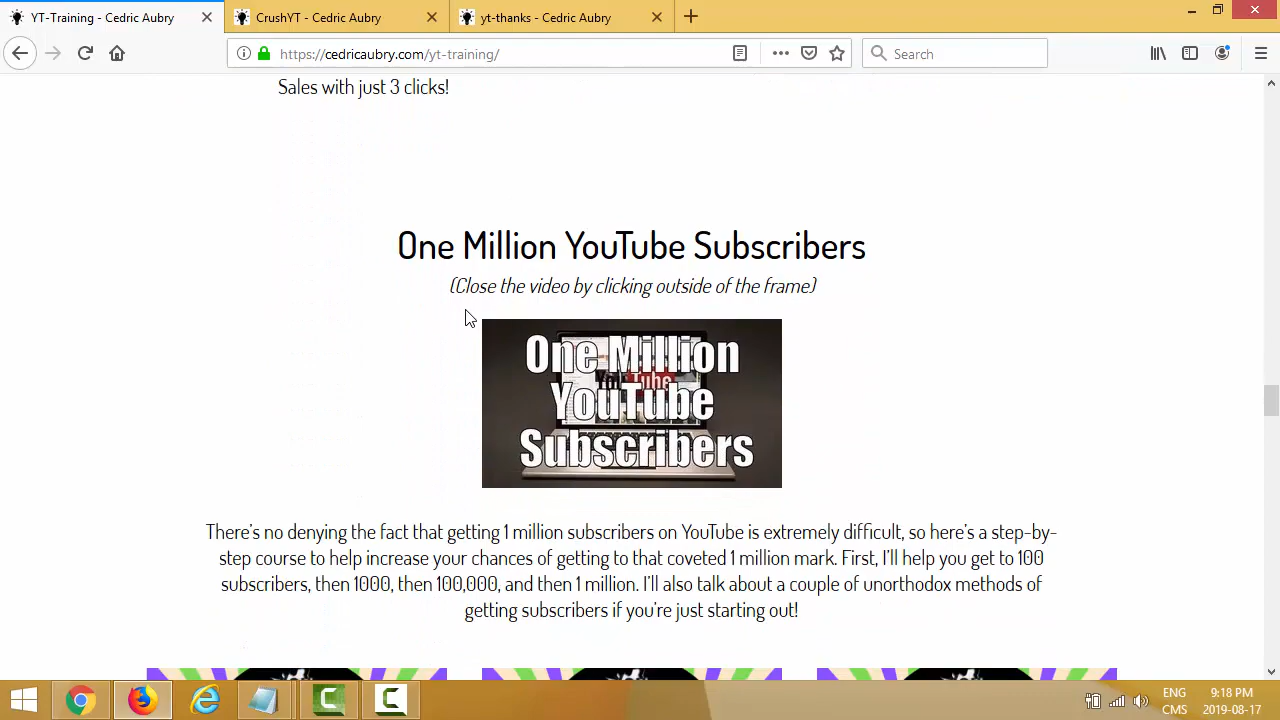 YT-Training - Cedric Aubry
CrushYT - Cedric Aubry
yt-thanks - Cedric Aubry
https://cedricaubry.com/yt-training/
Search
Sales with just 3 clicks!
One Million YouTube Subscribers
(Close the video by clicking outside of the frame)
One Million
YouTube
Subscribers
There's no denying the fact that getting 1 million subscribers on YouTube is extremely difficult, so here's a step-by-
step course to help increase your chances of getting to that coveted 1 million mark. First, I'll help you get to 100
subscribers, then 1000, then 100,000, and then 1 million. I'll also talk about a couple of unorthodox methods of
getting subscribers if you're just starting out!
ENG 9:18 PM
CMS 2019-08-17